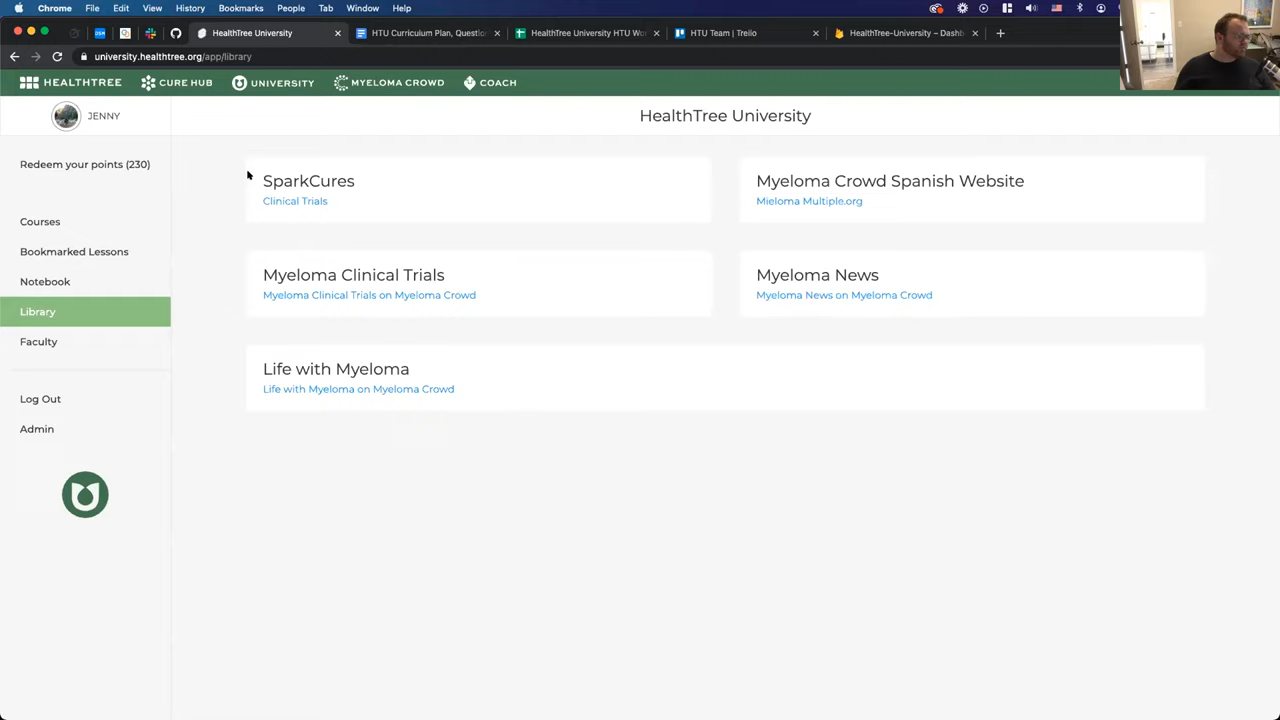 Chrome File Edit View History Bookmarks People Tab Window Help
HealthTree University
HTU Curriculum Plan, Question
HealthTree University HTU Wo
HTU Team | Trello
HealthTree-University – Dashb
university.healthtree.org/app/library
HEALTHTREE CURE HUB UNIVERSITY MYELOMA CROWD COACH
JENNY
HealthTree University
Redeem your points (230)
Courses
Bookmarked Lessons
Notebook
Library
Faculty
Log Out
Admin
SparkCures
Clinical Trials
Myeloma Crowd Spanish Website
Mieloma Multiple.org
Myeloma Clinical Trials
Myeloma Clinical Trials on Myeloma Crowd
Myeloma News
Myeloma News on Myeloma Crowd
Life with Myeloma
Life with Myeloma on Myeloma Crowd